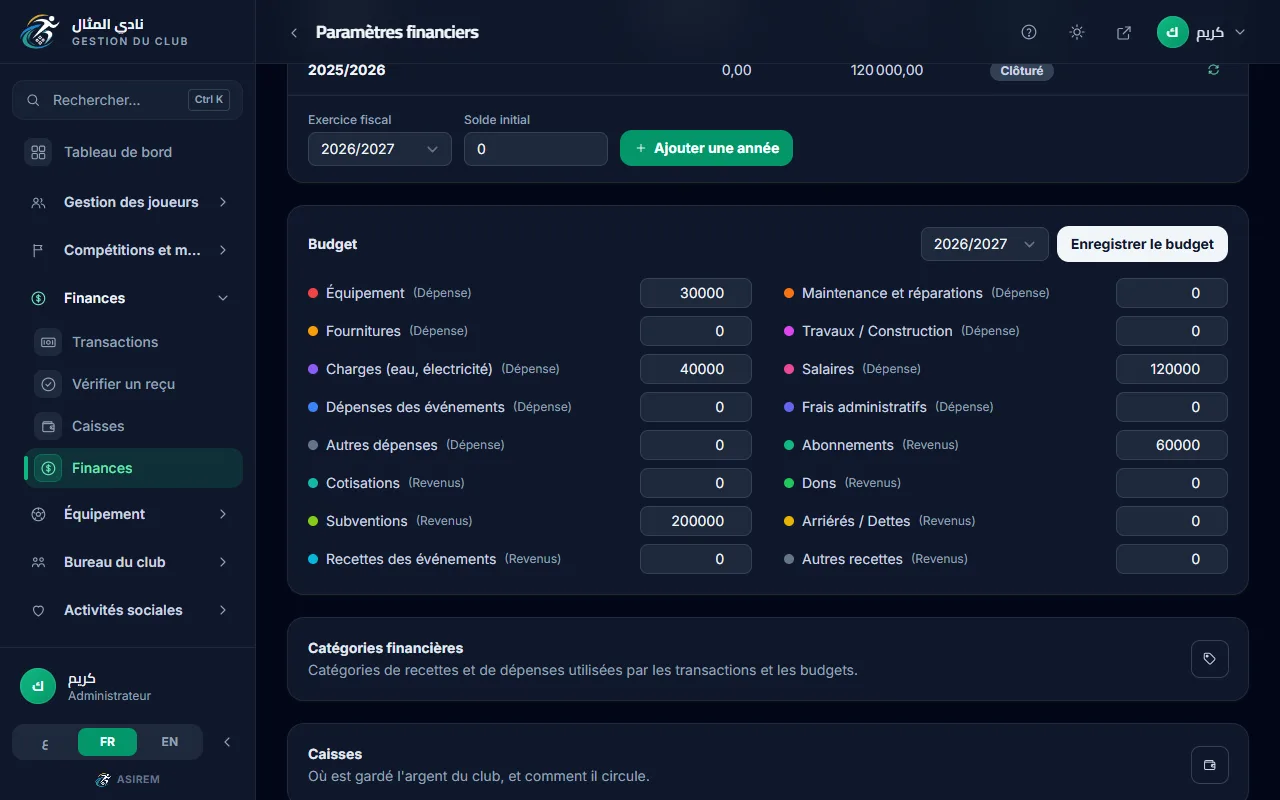 نادي المثال
GESTION DU CLUB
Rechercher...
Ctrl K
Tableau de bord
Gestion des joueurs
Compétitions et m...
Finances
Transactions
Vérifier un reçu
Caisses
Finances
Équipement
Bureau du club
Activités sociales
ك
كريم
Administrateur
ع
FR
EN
ASIREM
Paramètres financiers
ك
كريم
2025/2026
0,00
120 000,00
Clôturé
Exercice fiscal
Solde initial
2026/2027
0
+ Ajouter une année
Budget
2026/2027
Enregistrer le budget
Équipement (Dépense) 30000
Maintenance et réparations (Dépense) 0
Fournitures (Dépense) 0
Travaux / Construction (Dépense) 0
Charges (eau, électricité) (Dépense) 40000
Salaires (Dépense) 120000
Dépenses des événements (Dépense) 0
Frais administratifs (Dépense) 0
Autres dépenses (Dépense) 0
Abonnements (Revenus) 60000
Cotisations (Revenus) 0
Dons (Revenus) 0
Subventions (Revenus) 200000
Arriérés / Dettes (Revenus) 0
Recettes des événements (Revenus) 0
Autres recettes (Revenus) 0
Catégories financières
Catégories de recettes et de dépenses utilisées par les transactions et les budgets.
Caisses
Où est gardé l'argent du club, et comment il circule.